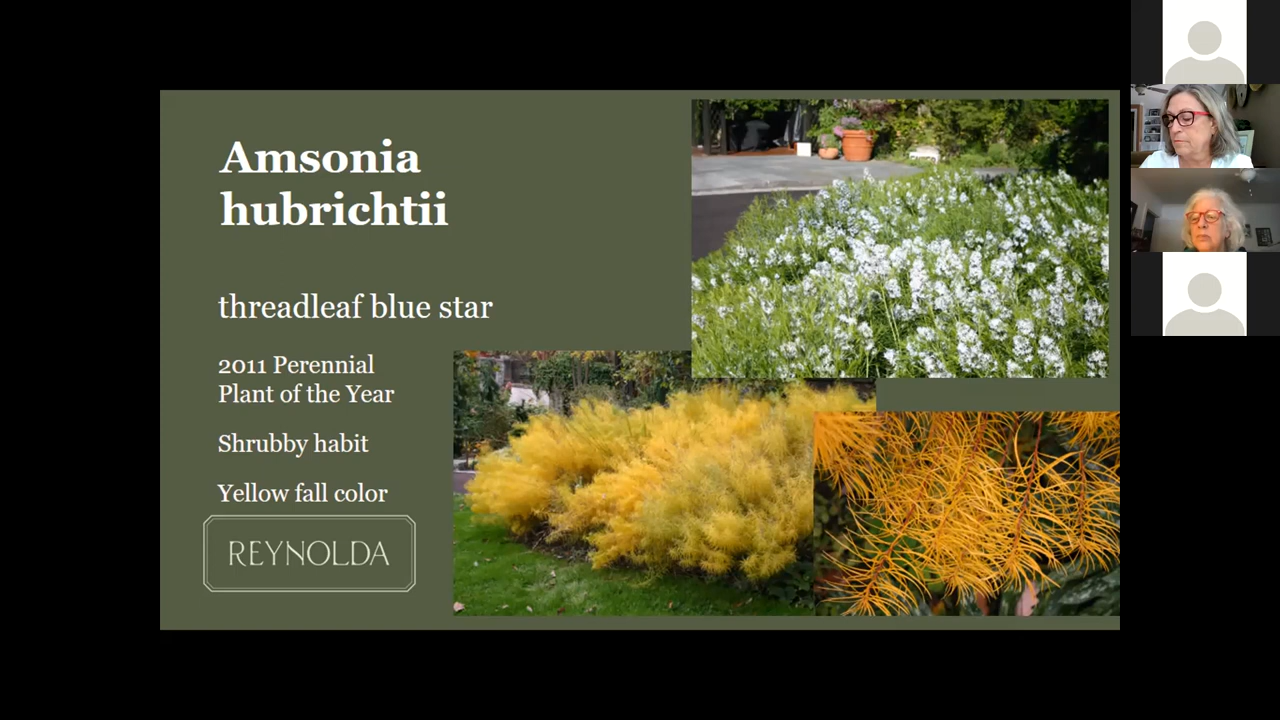 Amsonia
hubrichtii
threadleaf blue star
2011 Perennial
Plant of the Year
Shrubby habit
Yellow fall color
REYNOLDA